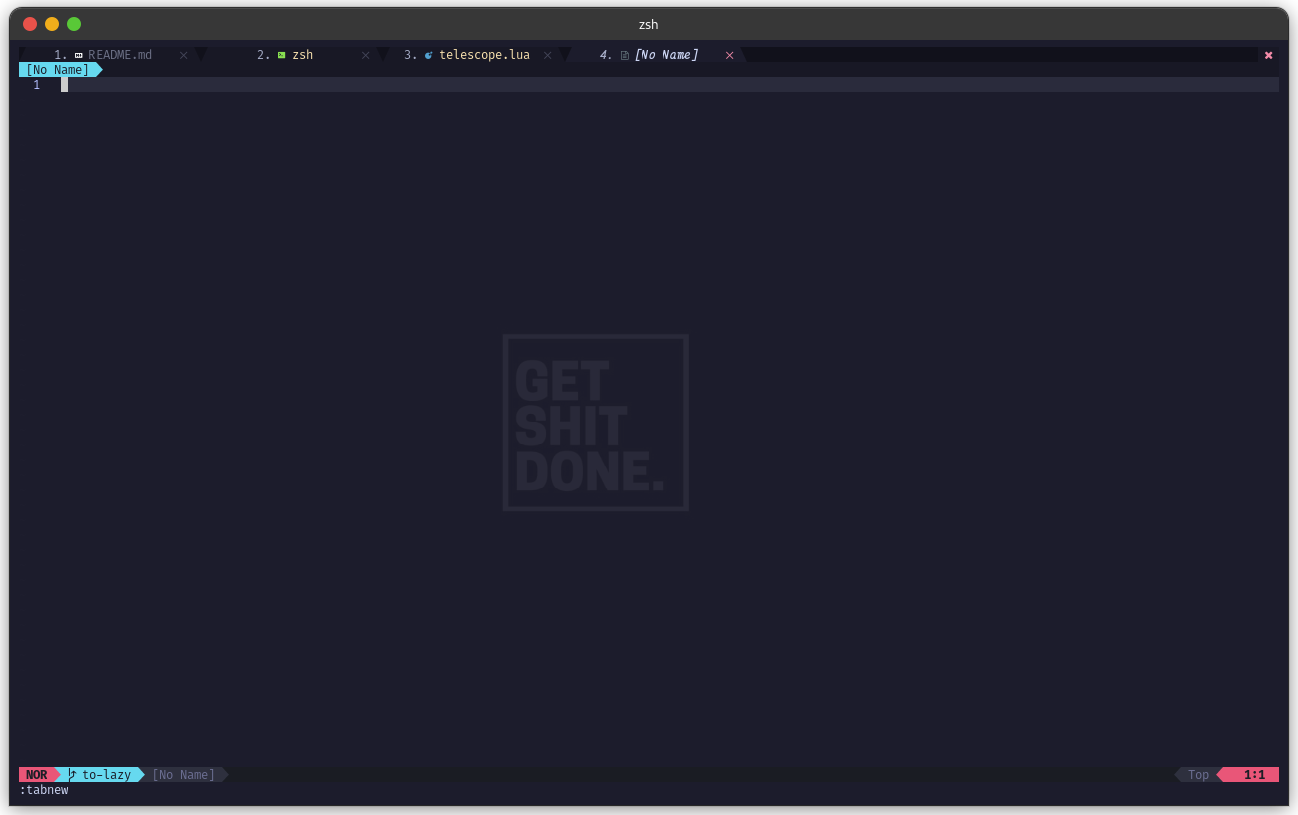 zsh
1. README.md × 2. zsh × 3. telescope.lua × 4. [No Name] × ✖
[No Name]
1
GET
SHIT
DONE.
NOR to-lazy [No Name] Top 1:1
:tabnew